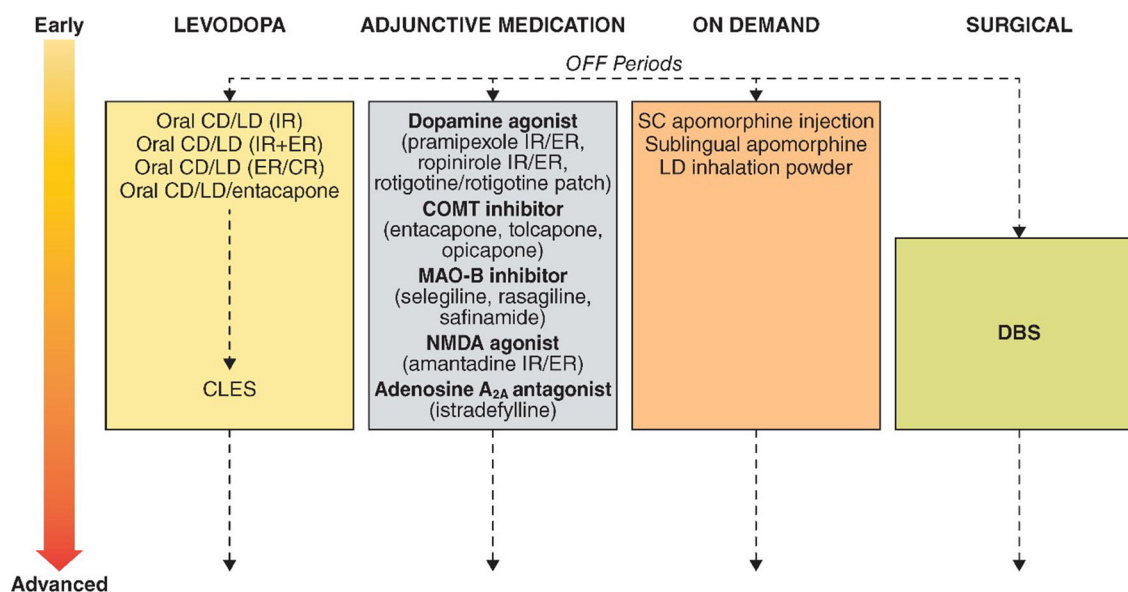 Early
LEVODOPA
ADJUNCTIVE MEDICATION
ON DEMAND
SURGICAL
OFF Periods
Oral CD/LD (IR)
Oral CD/LD (IR+ER)
Oral CD/LD (ER/CR)
Oral CD/LD/entacapone
CLES
Dopamine agonist
(pramipexole IR/ER,
ropinirole IR/ER,
rotigotine/rotigotine patch)
COMT inhibitor
(entacapone, tolcapone,
opicapone)
MAO-B inhibitor
(selegiline, rasagiline,
safinamide)
NMDA agonist
(amantadine IR/ER)
Adenosine A2A antagonist
(istradefylline)
SC apomorphine injection
Sublingual apomorphine
LD inhalation powder
DBS
Advanced